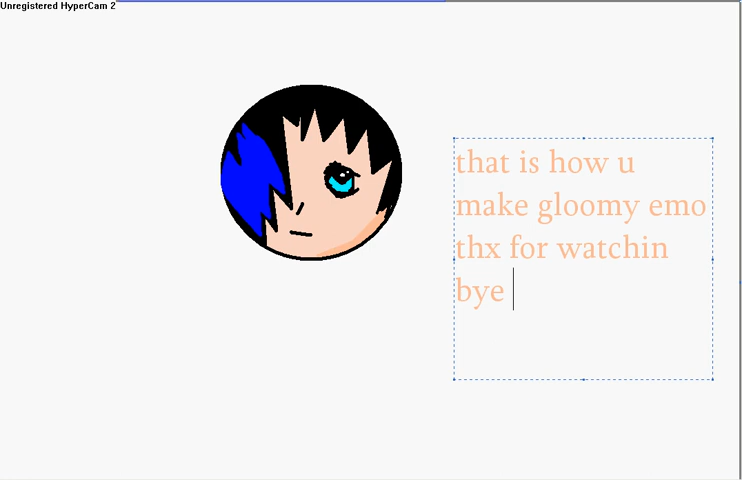 Unregistered HyperCam 2
that is how u
make gloomy emo
thx for watchin
bye